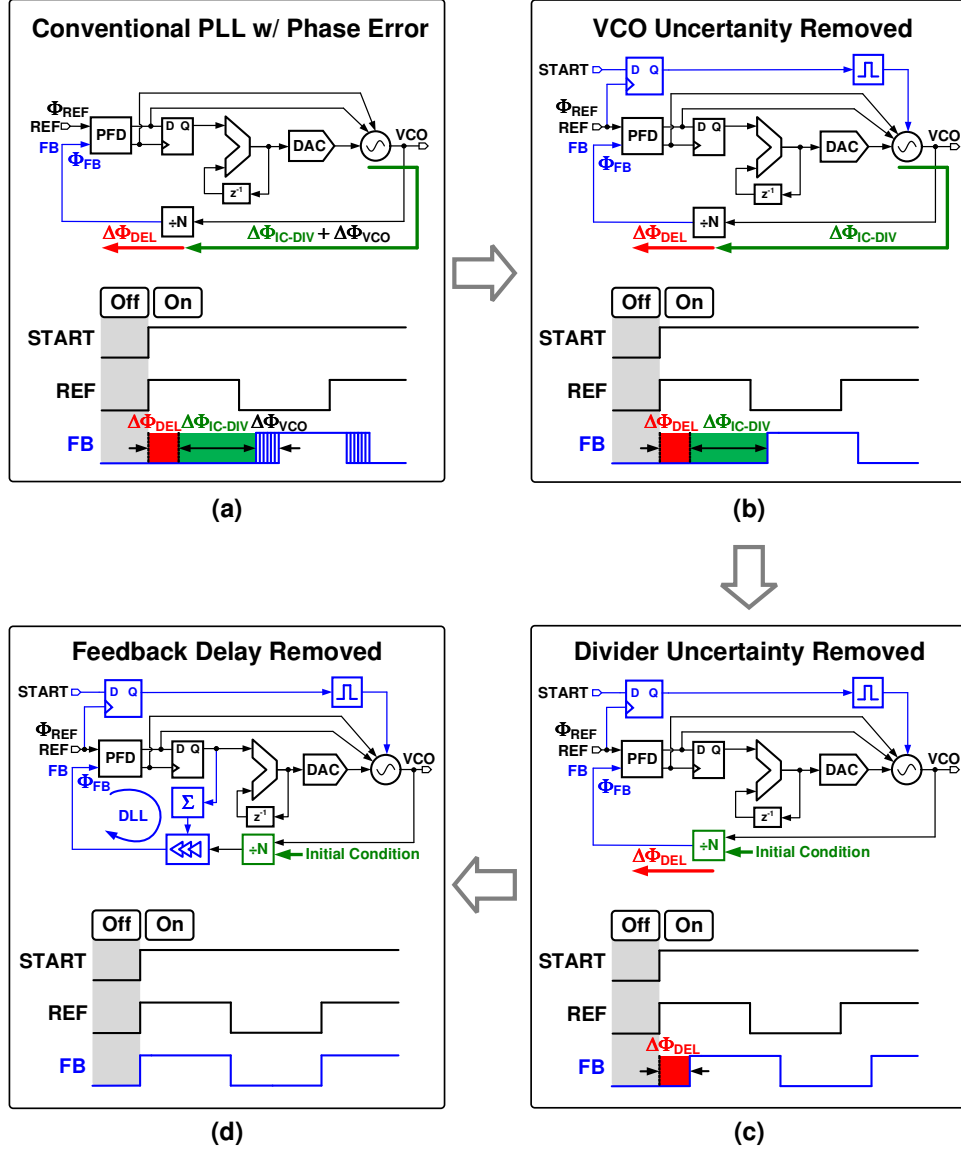 Conventional PLL w/ Phase Error
ΦREF
REF
FB
ΦFB
PFD
D Q
DAC
VCO
z-1
÷N
ΔΦDEL
ΔΦIC-DIV + ΔΦVCO
Off On
START
REF
ΔΦDEL ΔΦIC-DIV ΔΦVCO
FB
(a)
VCO Uncertanity Removed
START
D Q
ΦREF
REF
FB
ΦFB
PFD
D Q
DAC
VCO
z-1
÷N
ΔΦDEL
ΔΦIC-DIV
Off On
START
REF
ΔΦDEL ΔΦIC-DIV
FB
(b)
Feedback Delay Removed
START
D Q
ΦREF
REF
FB
ΦFB
PFD
D Q
DAC
VCO
DLL
Σ
z-1
÷N
Initial Condition
Off On
START
REF
FB
(d)
Divider Uncertainty Removed
START
D Q
ΦREF
REF
FB
ΦFB
PFD
D Q
DAC
VCO
z-1
÷N
Initial Condition
ΔΦDEL
Off On
START
REF
ΔΦDEL
FB
(c)